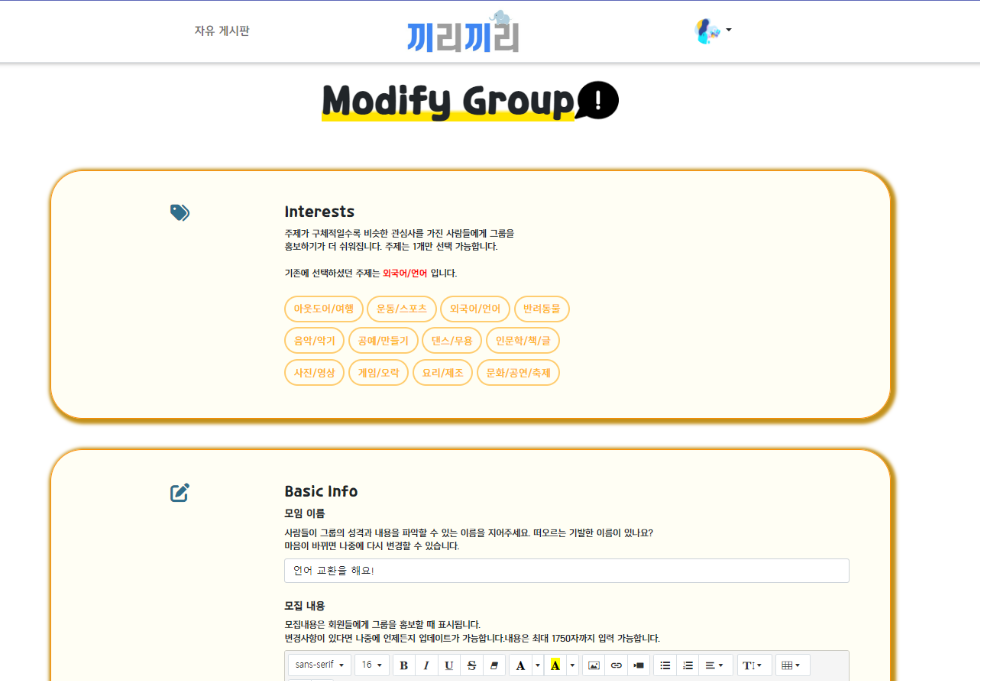 자유 게시판
끼리끼리
Modify Group!
Interests
주제가 구체적일수록 비슷한 관심사를 가진 사람들에게 그룹을
홍보하기가 더 쉬워집니다. 주제는 1개만 선택 가능합니다.
기존에 선택하셨던 주제는 외국어/언어 입니다.
아웃도어/여행 운동/스포츠 외국어/언어 반려동물
음악/악기 공예/만들기 댄스/무용 인문학/책/글
사진/영상 게임/오락 요리/제조 문화/공연/축제
Basic Info
모임 이름
사람들이 그룹의 성격과 내용을 파악할 수 있는 이름을 지어주세요. 떠오르는 기발한 이름이 있나요?
마음이 바뀌면 나중에 다시 변경할 수 있습니다.
언어 교환을 해요!
모집 내용
모집내용은 회원들에게 그룹을 홍보할 때 표시됩니다.
변경사항이 있다면 나중에 언제든지 업데이트가 가능합니다.내용은 최대 1750자까지 입력 가능합니다.
sans-serif 16 B I U S A A T